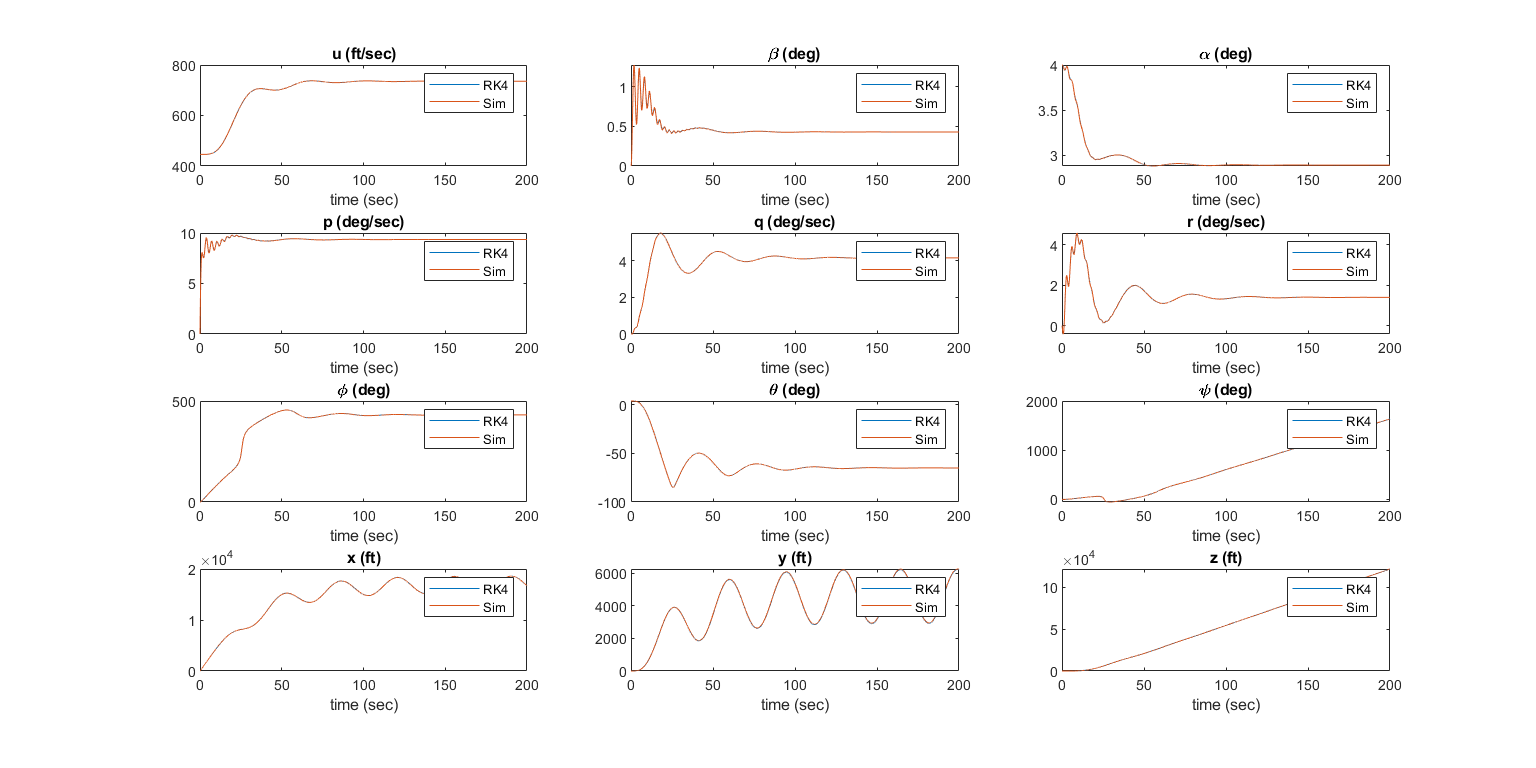 u (ft/sec)
800
600
400
0 50 100 150 200
time (sec)
RK4
Sim
β (deg)
1
0.5
0
0 50 100 150 200
time (sec)
RK4
Sim
α (deg)
4
3.5
3
0 50 100 150 200
time (sec)
RK4
Sim
p (deg/sec)
10
5
0
0 50 100 150 200
time (sec)
RK4
Sim
q (deg/sec)
4
2
0
0 50 100 150 200
time (sec)
RK4
Sim
r (deg/sec)
4
2
0
0 50 100 150 200
time (sec)
RK4
Sim
ϕ (deg)
500
0
0 50 100 150 200
time (sec)
RK4
Sim
θ (deg)
0
-50
-100
0 50 100 150 200
time (sec)
RK4
Sim
ψ (deg)
2000
1000
0
0 50 100 150 200
time (sec)
RK4
Sim
x (ft)
×10⁴
2
1
0
0 50 100 150 200
time (sec)
RK4
Sim
y (ft)
6000
4000
2000
0
0 50 100 150 200
time (sec)
RK4
Sim
z (ft)
×10⁴
10
5
0
0 50 100 150 200
time (sec)
RK4
Sim